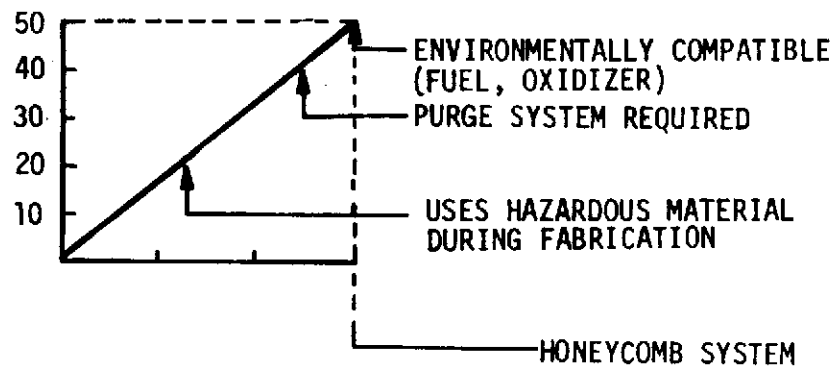 50
ENVIRONMENTALLY COMPATIBLE
(FUEL, OXIDIZER)
40
PURGE SYSTEM REQUIRED
30
20
USES HAZARDOUS MATERIAL
DURING FABRICATION
10
HONEYCOMB SYSTEM